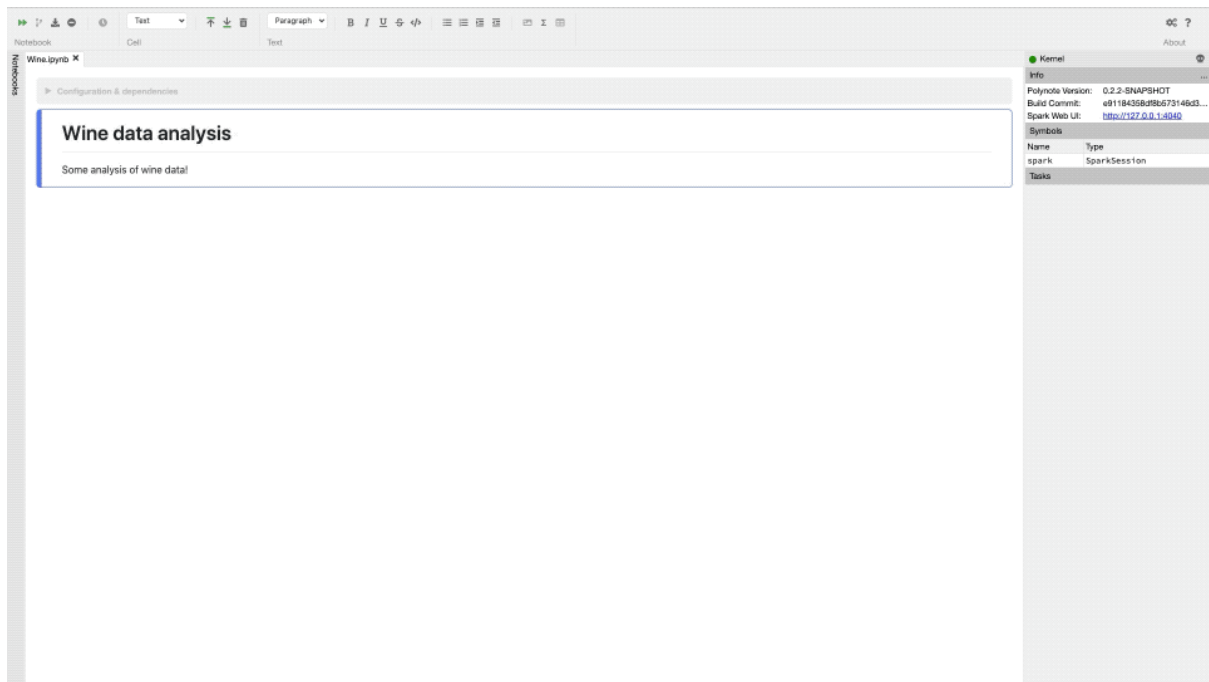 Text
Paragraph
B I U S </>
Σ
?
Notebook
Cell
Text
About
Notebooks
Wine.ipynb ×
Configuration & dependencies
Wine data analysis
Some analysis of wine data!
Kernel
Info ...
Polynote Version: 0.2.2-SNAPSHOT
Build Commit:
Spark Web UI: http://127.0.0.1:4040
Symbols
Name Type
spark SparkSession
Tasks